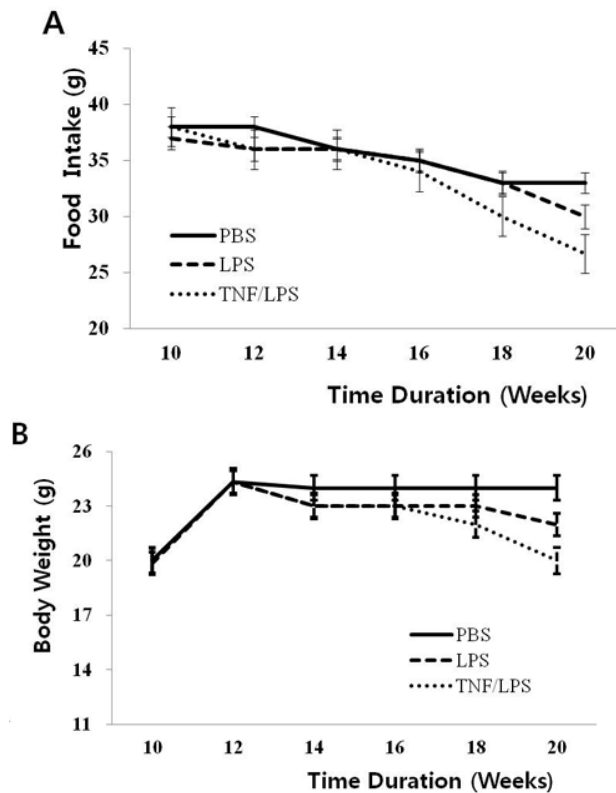 A
Food Intake (g)
45
40
35
30
25
20
PBS
LPS
TNF/LPS
10 12 14 16 18 20
Time Duration (Weeks)
B
Body Weight (g)
26
23
20
17
14
11
PBS
LPS
TNF/LPS
10 12 14 16 18 20
Time Duration (Weeks)